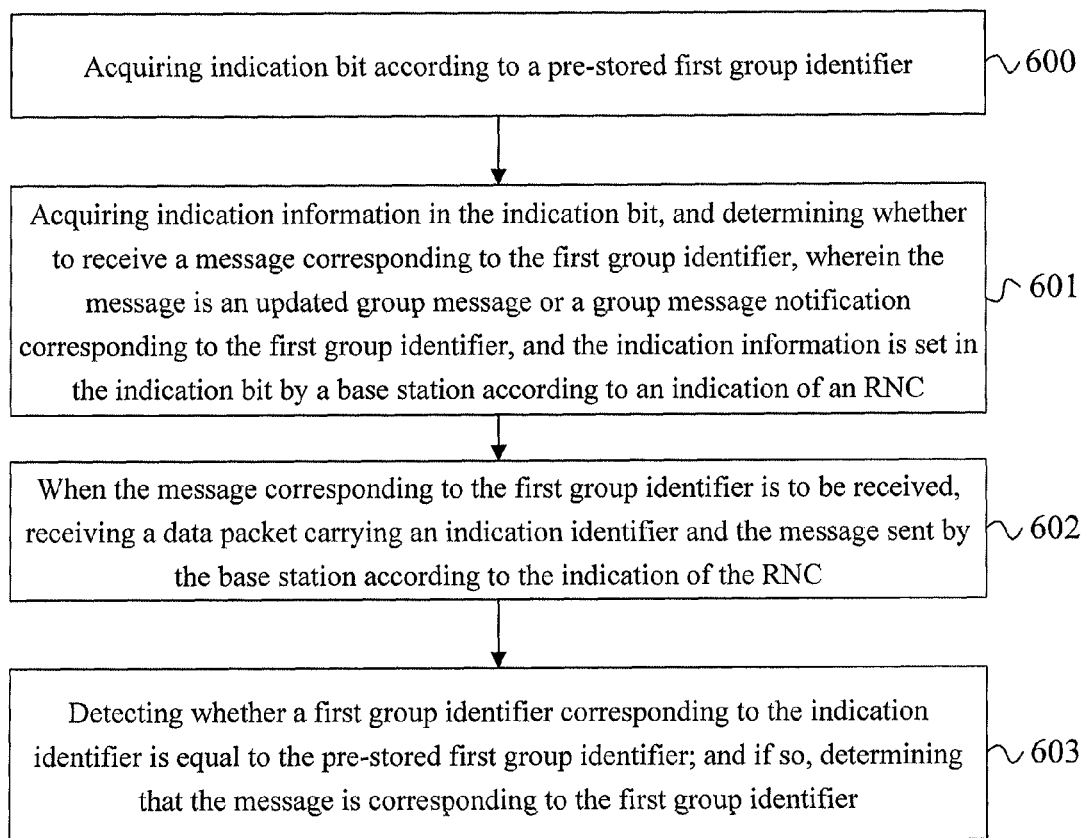 Acquiring indication bit according to a pre-stored first group identifier
600
Acquiring indication information in the indication bit, and determining whether
to receive a message corresponding to the first group identifier, wherein the
message is an updated group message or a group message notification
corresponding to the first group identifier, and the indication information is set in
the indication bit by a base station according to an indication of an RNC
601
When the message corresponding to the first group identifier is to be received,
receiving a data packet carrying an indication identifier and the message sent by
the base station according to the indication of the RNC
602
Detecting whether a first group identifier corresponding to the indication
identifier is equal to the pre-stored first group identifier; and if so, determining
that the message is corresponding to the first group identifier
603